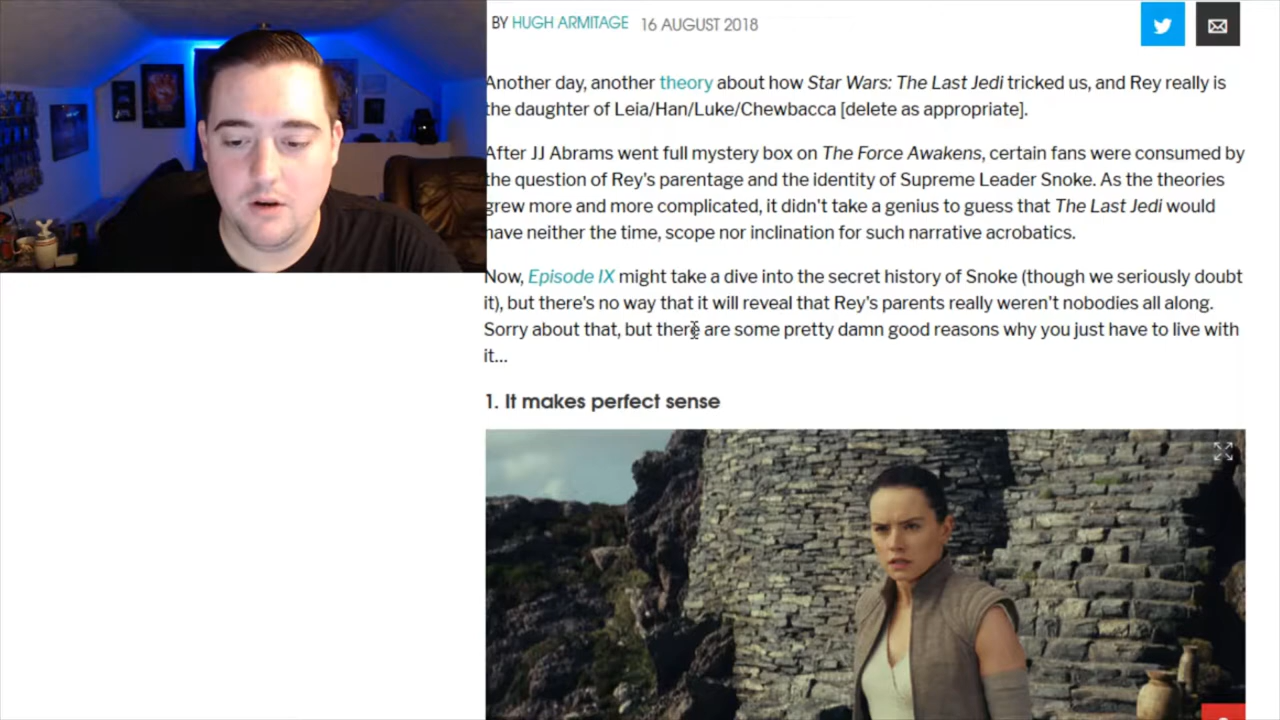 BY HUGH ARMITAGE 16 AUGUST 2018
Another day, another theory about how Star Wars: The Last Jedi tricked us, and Rey really is
the daughter of Leia/Han/Luke/Chewbacca [delete as appropriate].
After JJ Abrams went full mystery box on The Force Awakens, certain fans were consumed by
the question of Rey's parentage and the identity of Supreme Leader Snoke. As the theories
grew more and more complicated, it didn't take a genius to guess that The Last Jedi would
have neither the time, scope nor inclination for such narrative acrobatics.
Now, Episode IX might take a dive into the secret history of Snoke (though we seriously doubt
it), but there's no way that it will reveal that Rey's parents really weren't nobodies all along.
Sorry about that, but there are some pretty damn good reasons why you just have to live with
it...
1. It makes perfect sense